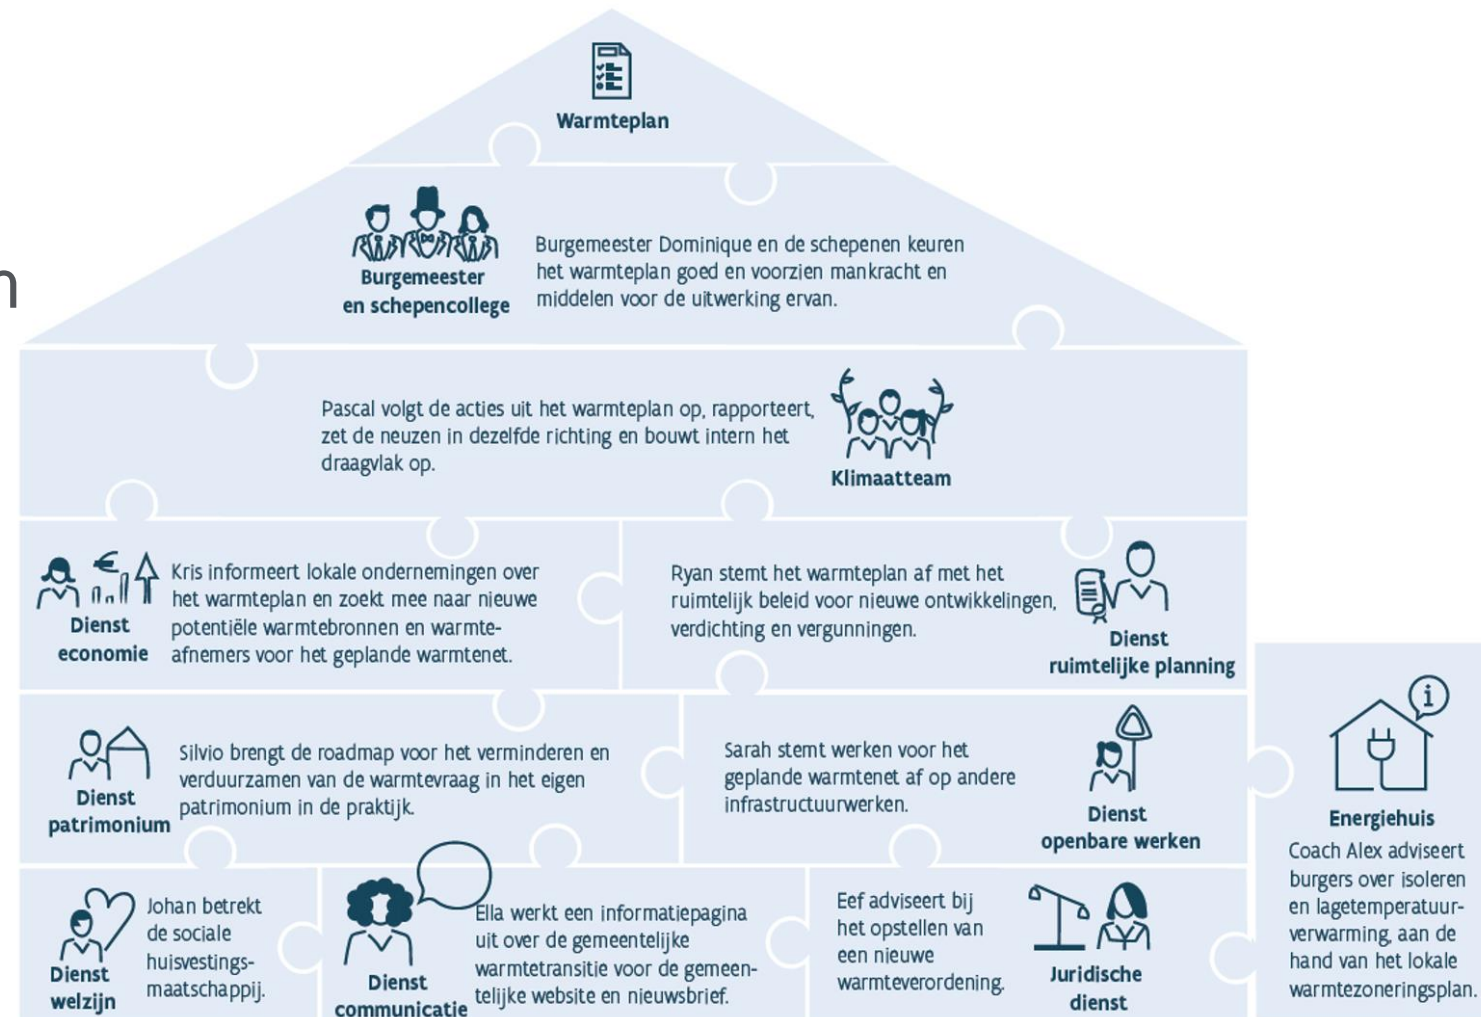 n
Warmteplan
Burgemeester
en schepencollege
Burgemeester Dominique en de schepenen keuren
het warmteplan goed en voorzien mankracht en
middelen voor de uitwerking ervan.
Pascal volgt de acties uit het warmteplan op, rapporteert,
zet de neuzen in dezelfde richting en bouwt intern het
draagvlak op.
Klimaatteam
€
Dienst
economie
Kris informeert lokale ondernemingen over
het warmteplan en zoekt mee naar nieuwe
potentiële warmtebronnen en warmte-
afnemers voor het geplande warmtenet.
Ryan stemt het warmteplan af met het
ruimtelijk beleid voor nieuwe ontwikkelingen,
verdichting en vergunningen.
Dienst
ruimtelijke planning
Dienst
patrimonium
Silvio brengt de roadmap voor het verminderen en
verduurzamen van de warmtevraag in het eigen
patrimonium in de praktijk.
Sarah stemt werken voor het
geplande warmtenet af op andere
infrastructuurwerken.
Dienst
openbare werken
Dienst
welzijn
Johan betrekt
de sociale
huisvestings-
maatschappij.
Dienst
communicatie
Ella werkt een informatiepagina
uit over de gemeentelijke
warmtetransitie voor de gemeen-
telijke website en nieuwsbrief.
Eef adviseert bij
het opstellen van
een nieuwe
warmteverordening.
Juridische
dienst
i
Energiehuis
Coach Alex adviseert
burgers over isoleren
en lagetemperatuur-
verwarming, aan de
hand van het lokale
warmtezoneringsplan.